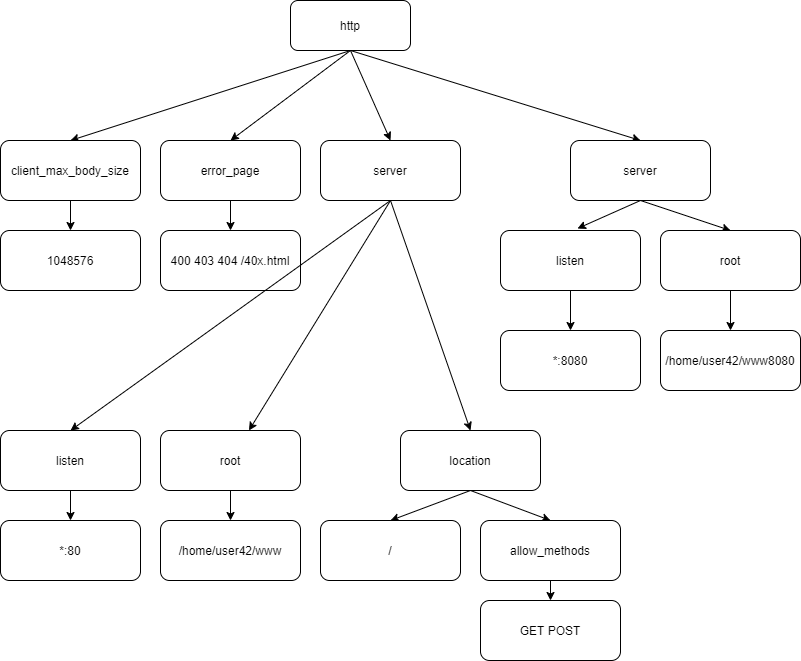 http
client_max_body_size
error_page
server
server
1048576
400 403 404 /40x.html
listen
root
*:8080
/home/user42/www8080
listen
root
location
*:80
/home/user42/www
/
allow_methods
GET POST